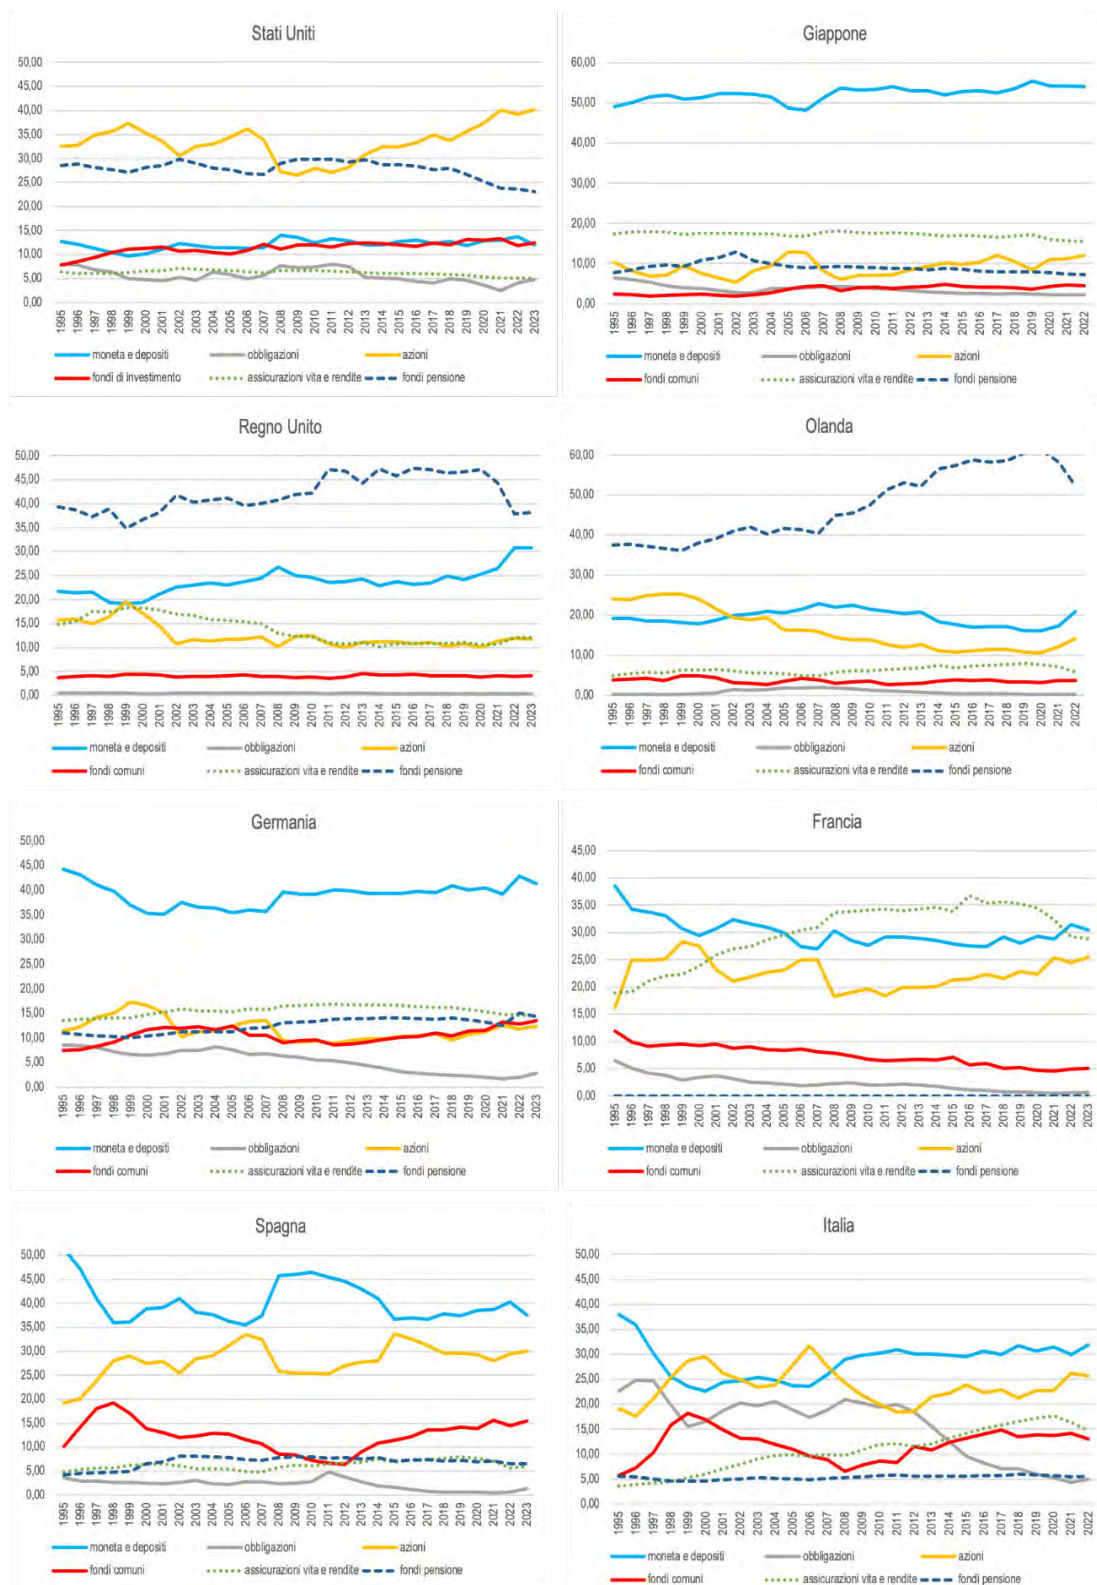 Stati Uniti
50,00
45,00
40,00
35,00
30,00
25,00
20,00
15,00
10,00
5,00
0,00
1995 1996 1997 1998 1999 2000 2001 2002 2003 2004 2005 2006 2007 2008 2009 2010 2011 2012 2013 2014 2015 2016 2017 2018 2019 2020 2021 2022 2023
moneta e depositi obbligazioni azioni
fondi di investimento assicurazioni vita e rendite fondi pensione
Giappone
60,00
50,00
40,00
30,00
20,00
10,00
0,00
1995 1996 1997 1998 1999 2000 2001 2002 2003 2004 2005 2006 2007 2008 2009 2010 2011 2012 2013 2014 2015 2016 2017 2018 2019 2020 2021 2022
moneta e depositi obbligazioni azioni
fondi comuni assicurazioni vita e rendite fondi pensione
Regno Unito
50,00
45,00
40,00
35,00
30,00
25,00
20,00
15,00
10,00
5,00
0,00
1995 1996 1997 1998 1999 2000 2001 2002 2003 2004 2005 2006 2007 2008 2009 2010 2011 2012 2013 2014 2015 2016 2017 2018 2019 2020 2021 2022 2023
moneta e depositi obbligazioni azioni
fondi comuni assicurazioni vita e rendite fondi pensione
Olanda
60,00
50,00
40,00
30,00
20,00
10,00
0,00
1995 1996 1997 1998 1999 2000 2001 2002 2003 2004 2005 2006 2007 2008 2009 2010 2011 2012 2013 2014 2015 2016 2017 2018 2019 2020 2021 2022
moneta e depositi obbligazioni azioni
fondi comuni assicurazioni vita e rendite fondi pensione
Germania
50,00
45,00
40,00
35,00
30,00
25,00
20,00
15,00
10,00
5,00
0,00
1995 1996 1997 1998 1999 2000 2001 2002 2003 2004 2005 2006 2007 2008 2009 2010 2011 2012 2013 2014 2015 2016 2017 2018 2019 2020 2021 2022 2023
moneta e depositi obbligazioni azioni
fondi comuni assicurazioni vita e rendite fondi pensione
Francia
45,00
40,00
35,00
30,00
25,00
20,00
15,00
10,00
5,00
0,00
1995 1996 1997 1998 1999 2000 2001 2002 2003 2004 2005 2006 2007 2008 2009 2010 2011 2012 2013 2014 2015 2016 2017 2018 2019 2020 2021 2022 2023
moneta e depositi obbligazioni azioni
fondi comuni assicurazioni vita e rendite fondi pensione
Spagna
50,00
45,00
40,00
35,00
30,00
25,00
20,00
15,00
10,00
5,00
0,00
1995 1996 1997 1998 1999 2000 2001 2002 2003 2004 2005 2006 2007 2008 2009 2010 2011 2012 2013 2014 2015 2016 2017 2018 2019 2020 2021 2022 2023
moneta e depositi obbligazioni azioni
fondi comuni assicurazioni vita e rendite fondi pensione
Italia
50,00
45,00
40,00
35,00
30,00
25,00
20,00
15,00
10,00
5,00
0,00
1995 1996 1997 1998 1999 2000 2001 2002 2003 2004 2005 2006 2007 2008 2009 2010 2011 2012 2013 2014 2015 2016 2017 2018 2019 2020 2021 2022
moneta e depositi obbligazioni azioni
fondi comuni assicurazioni vita e rendite fondi pensione